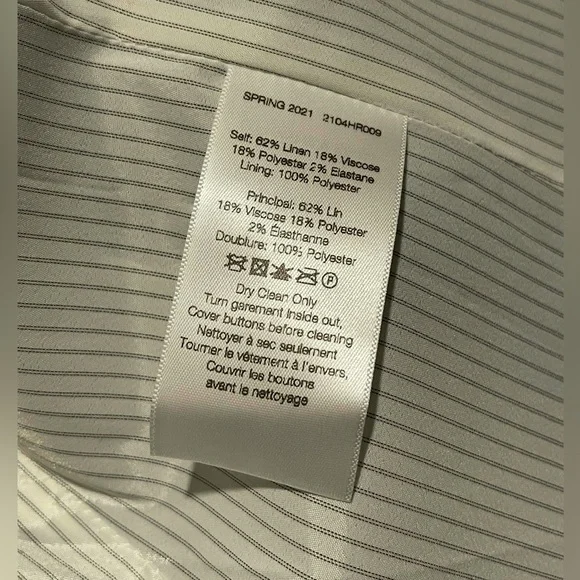 SPRING 2021 2104HR009
Self: 62% Linen 18% Viscose
18% Polyester 2% Elastane
Lining: 100% Polyester
Principal: 62% Lin
18% Viscose 18% Polyester
2% Élasthanne
Doublure: 100% Polyester
P
Dry Clean Only
Turn garement inside out,
Cover buttons before cleaning
Nettoyer à sec seulement
Tourner le vêtement à l'envers,
Couvrir les boutons
avant le nettoyage